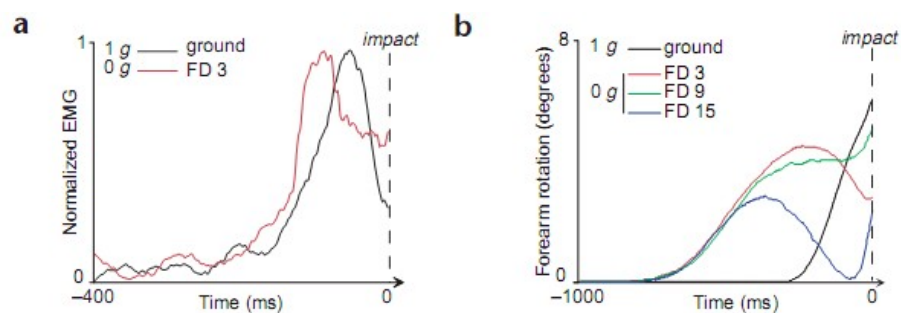 a
1
Normalized EMG
0
1 g ground
0 g FD 3
impact
−400
Time (ms)
0
b
8
Forearm rotation (degrees)
0
1 g ground
0 g
FD 3
FD 9
FD 15
impact
−1000
Time (ms)
0